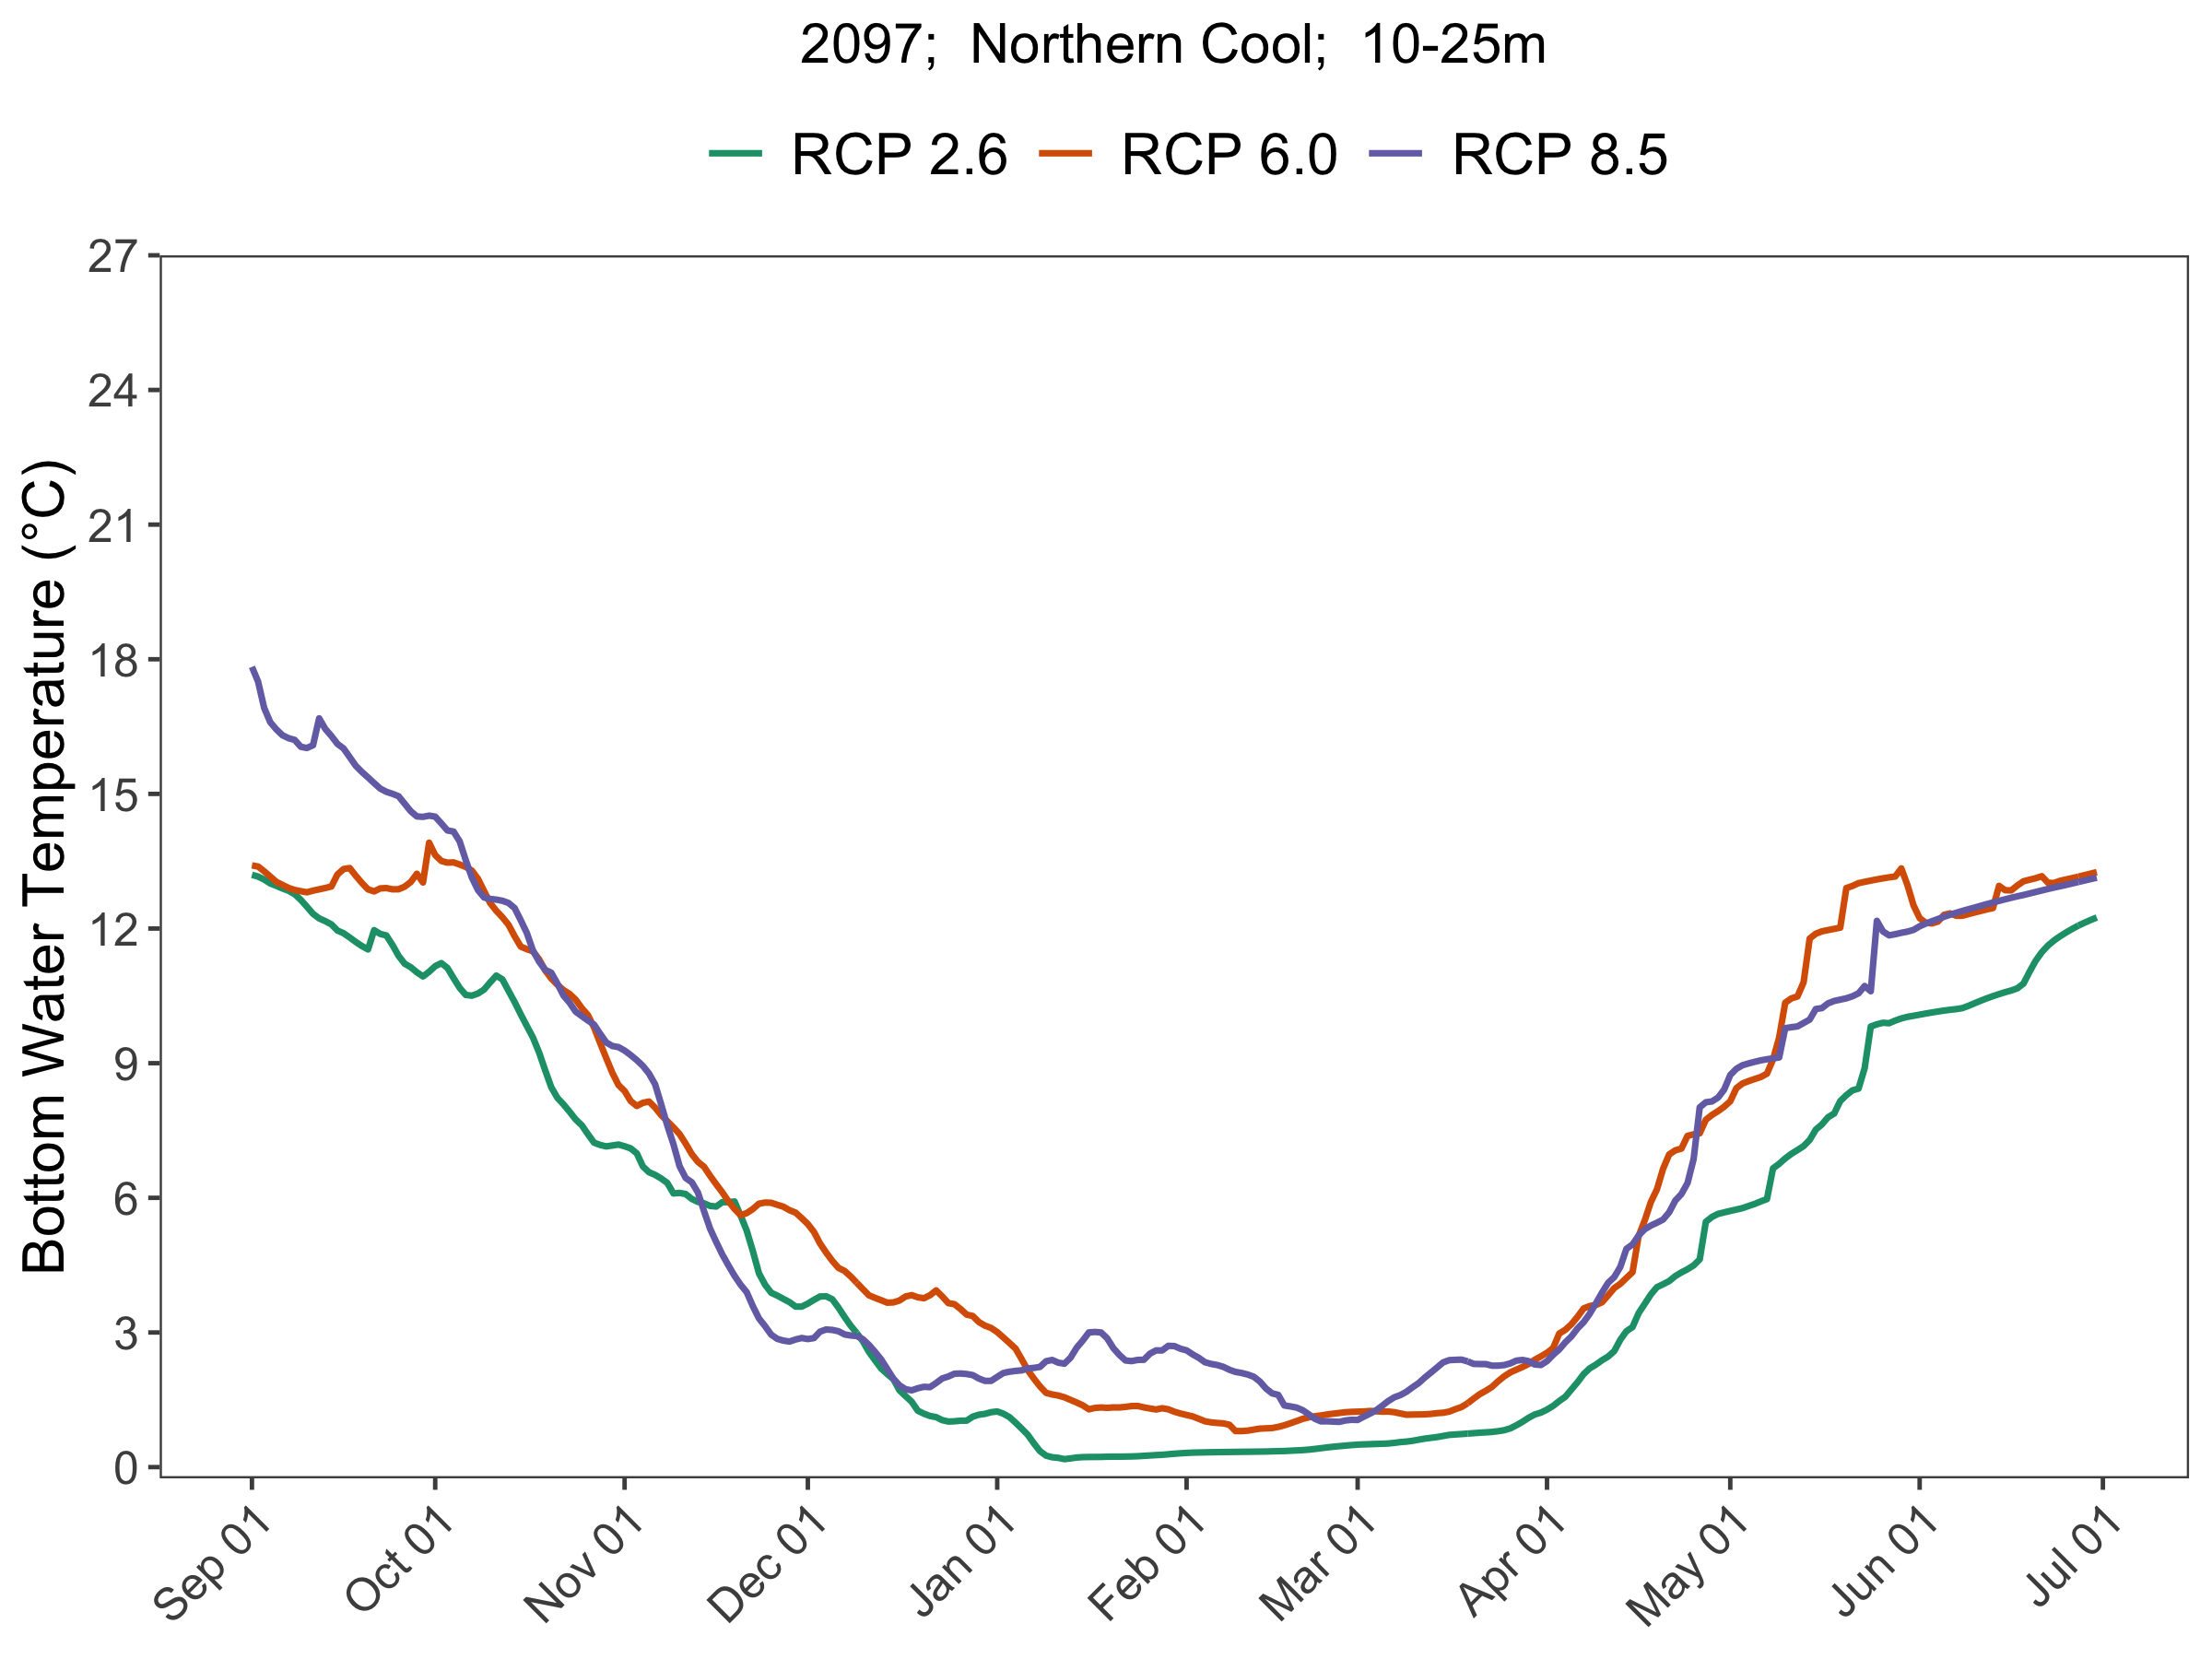 2097;  Northern Cool;  10-25m
RCP 2.6 RCP 6.0 RCP 8.5
Bottom Water Temperature (°C)
27
24
21
18
15
12
9
6
3
0
Sep 01 Oct 01 Nov 01 Dec 01 Jan 01 Feb 01 Mar 01 Apr 01 May 01 Jun 01 Jul 01